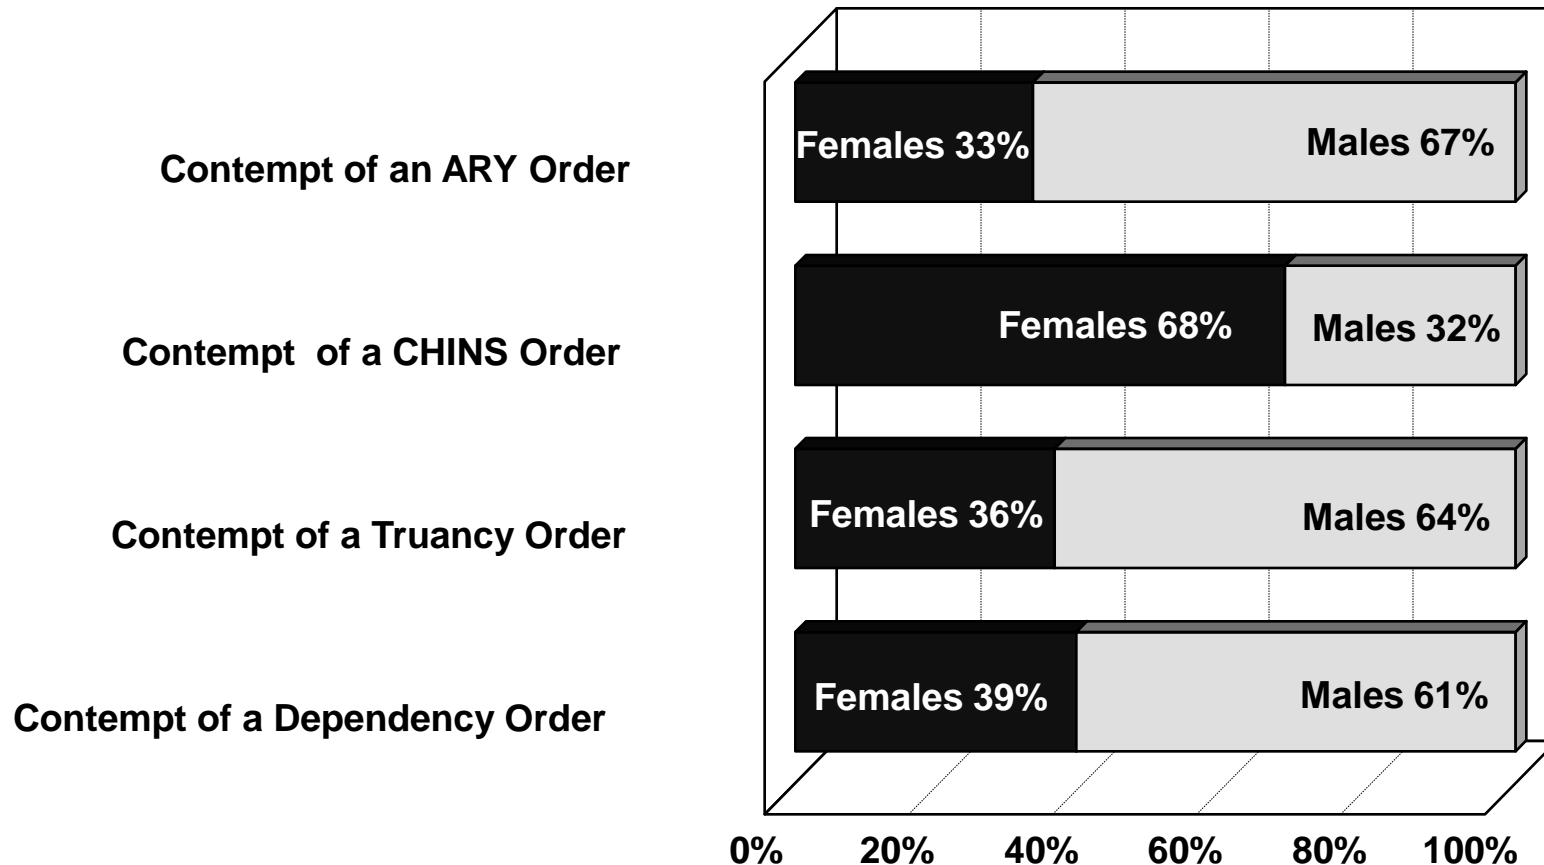 Contempt of an ARY Order
Females 33%
Males 67%
Contempt  of a CHINS Order
Females 68%
Males 32%
Contempt of a Truancy Order
Females 36%
Males 64%
Contempt of a Dependency Order
Females 39%
Males 61%
0% 20% 40% 60% 80% 100%